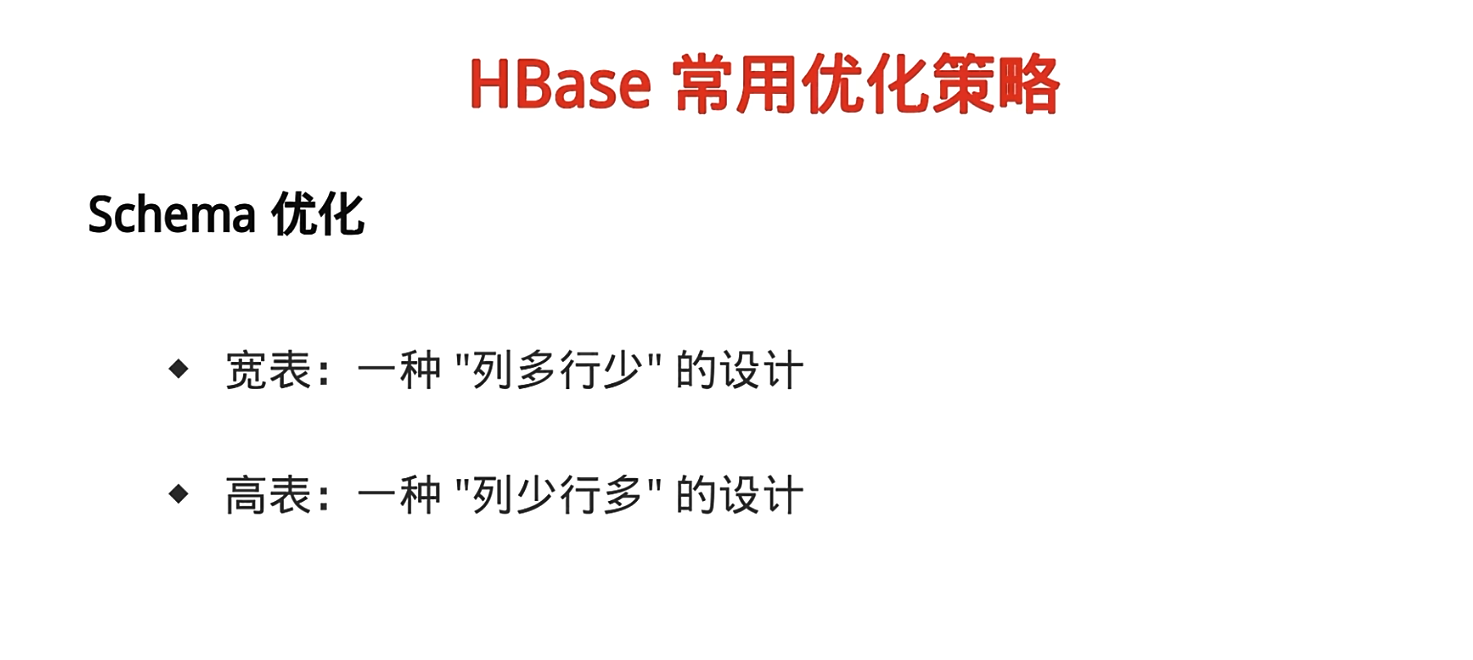 HBase 常用优化策略
Schema 优化
◆ 宽表：一种 "列多行少" 的设计
◆ 高表：一种 "列少行多" 的设计